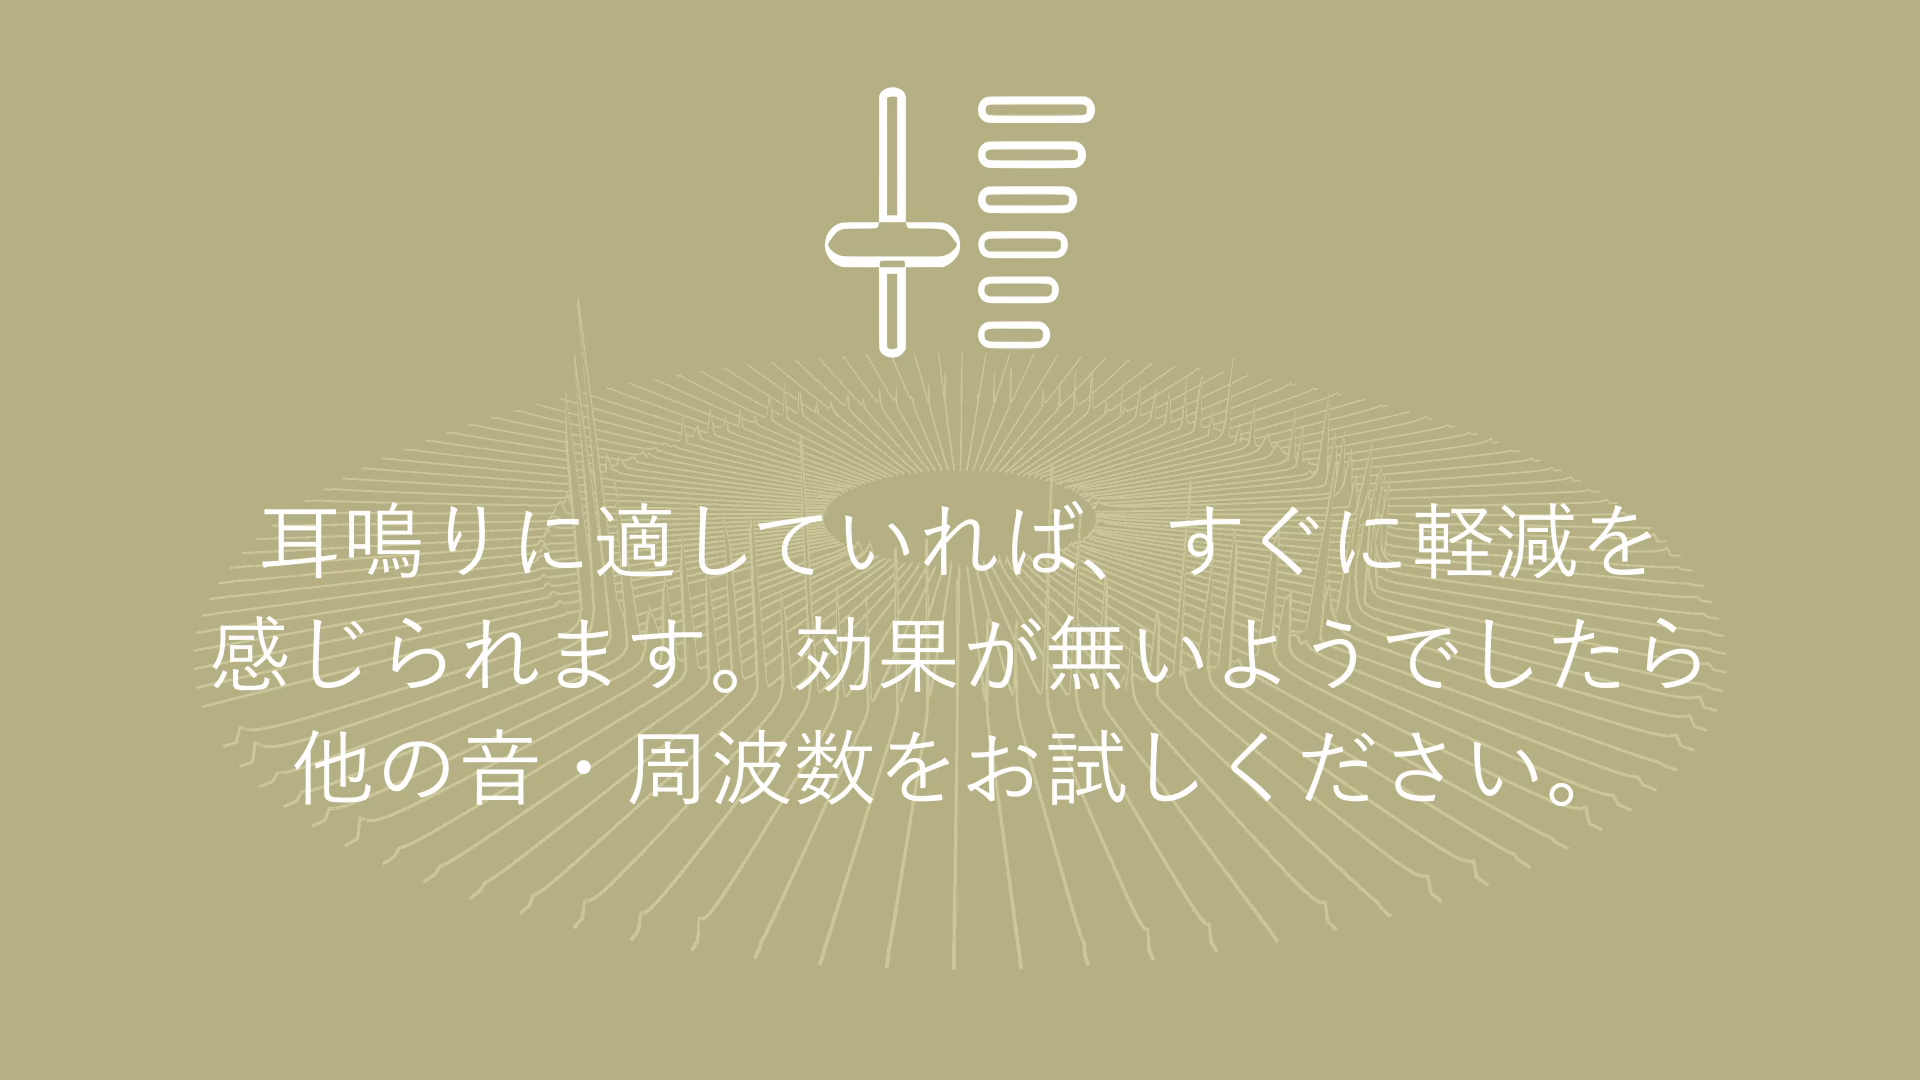 耳鳴りに適していれば、すぐに軽減を
感じられます。効果が無いようでしたら
他の音・周波数をお試しください。